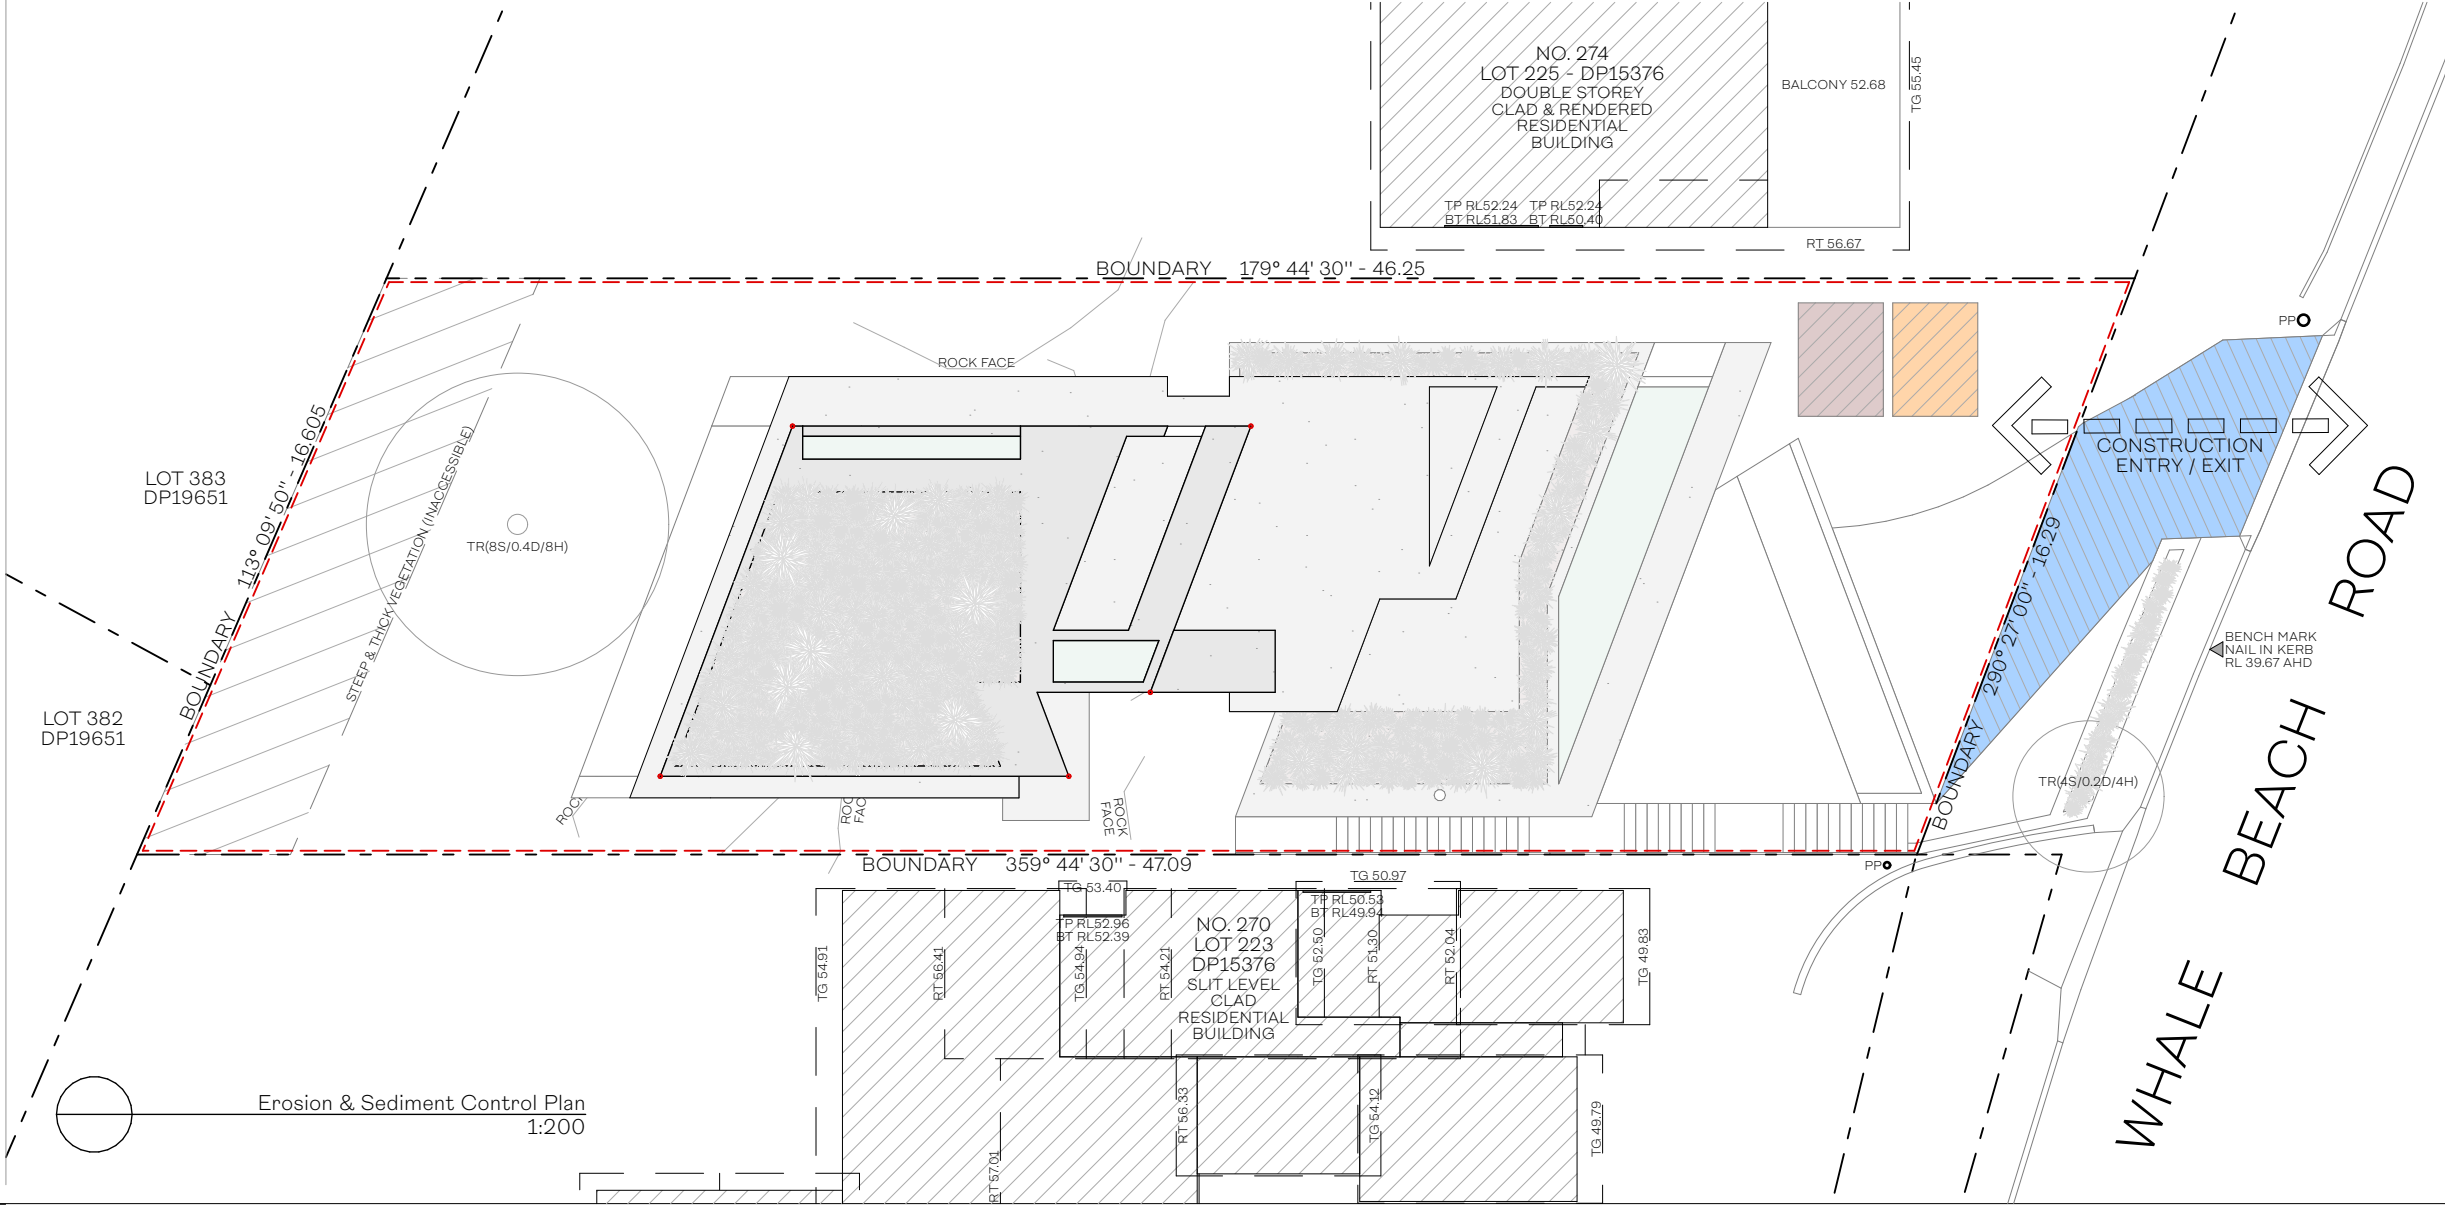 NO. 274
LOT 225 - DP15376
DOUBLE STOREY
CLAD & RENDERED
RESIDENTIAL
BUILDING
BALCONY 52.68
TG 55.45
TP RL52.24 TP RL52.24
BT RL51.83 BT RL50.40
RT 56.67
BOUNDARY 179° 44' 30'' - 46.25
PP
ROCK FACE
CONSTRUCTION
ENTRY / EXIT
LOT 383
DP19651
BOUNDARY 113° 09' 50'' - 16.605
STEEP & THICK VEGETATION (INACCESSIBLE)
TR(8S/0.4D/8H)
BOUNDARY 290° 27' 00'' - 16.29
BENCH MARK
NAIL IN KERB
RL 39.67 AHD
WHALE BEACH ROAD
LOT 382
DP19651
TR(4S/0.2D/4H)
ROCK
ROCK
FAC
ROCK
FACE
BOUNDARY 359° 44' 30'' - 47.09
PP
TG 53.40
TG 50.97
TP RL52.96
BT RL52.39
TP RL50.53
BT RL49.94
NO. 270
LOT 223
DP15376
SLIT LEVEL
CLAD
RESIDENTIAL
BUILDING
TG 54.91
RT 56.41
TG 54.94
RT 54.21
TG 52.50
RT 51.30
RT 52.04
TG 49.83
RT 56.33
TG 54.12
TG 49.79
RT 57.01
Erosion & Sediment Control Plan
1:200